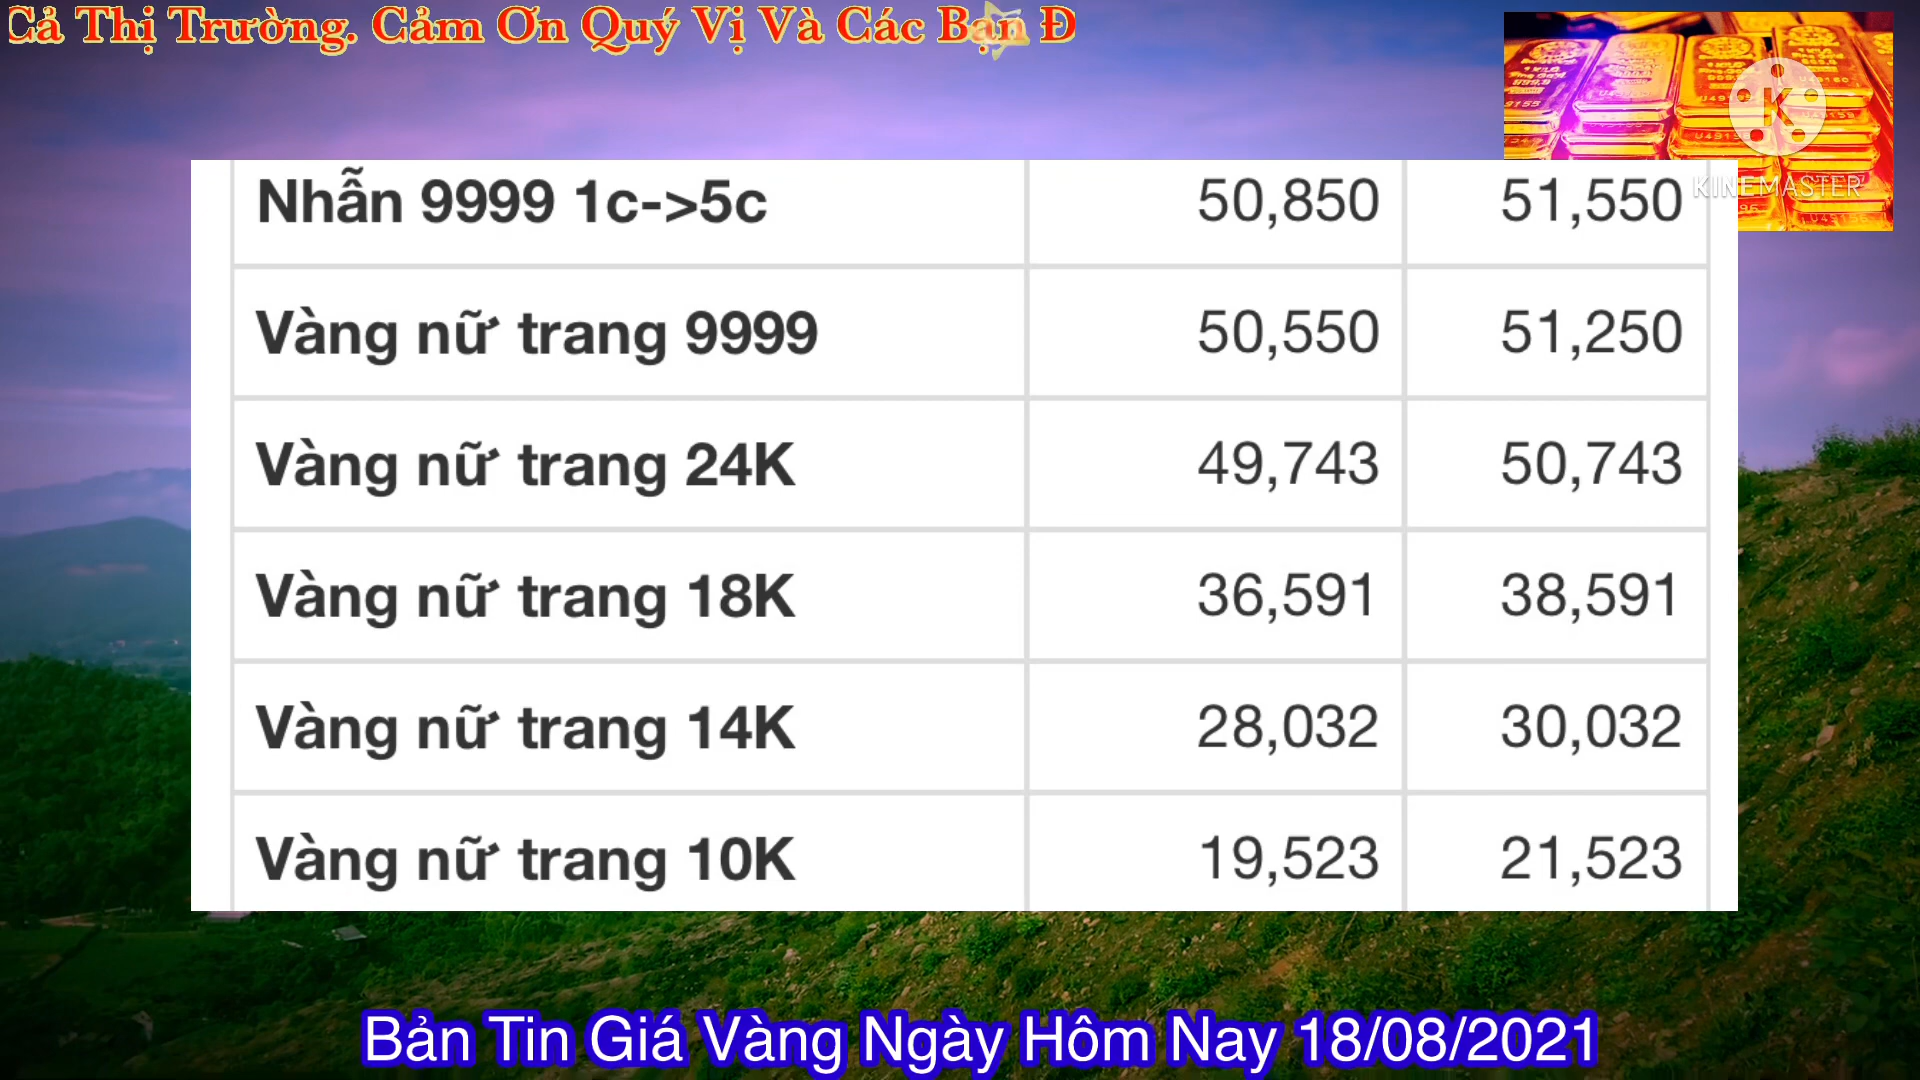 Cả Thị Trường. Cảm Ơn Quý Vị Và Các Bạn Đ
KINEMASTER
Nhẫn 9999 1c->5c 50,850 51,550
Vàng nữ trang 9999 50,550 51,250
Vàng nữ trang 24K 49,743 50,743
Vàng nữ trang 18K 36,591 38,591
Vàng nữ trang 14K 28,032 30,032
Vàng nữ trang 10K 19,523 21,523
Bản Tin Giá Vàng Ngày Hôm Nay 18/08/2021